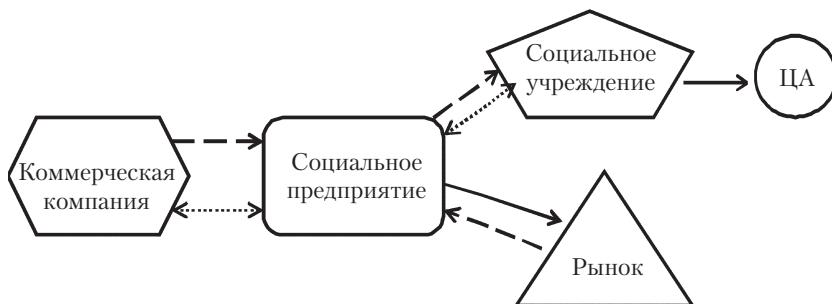 Социальное
учреждение
ЦА
Коммерческая
компания
Социальное
предприятие
Рынок